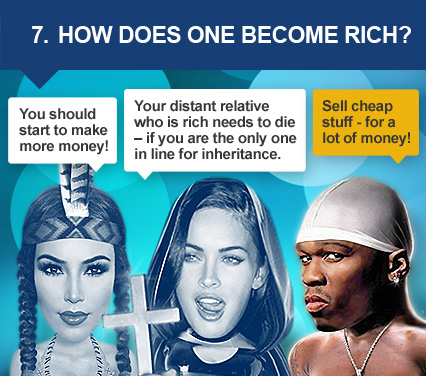 7. HOW DOES ONE BECOME RICH?
You should
start to make
more money!
Your distant relative
who is rich needs to die
– if you are the only one
in line for inheritance.
Sell cheap
stuff - for a
lot of money!